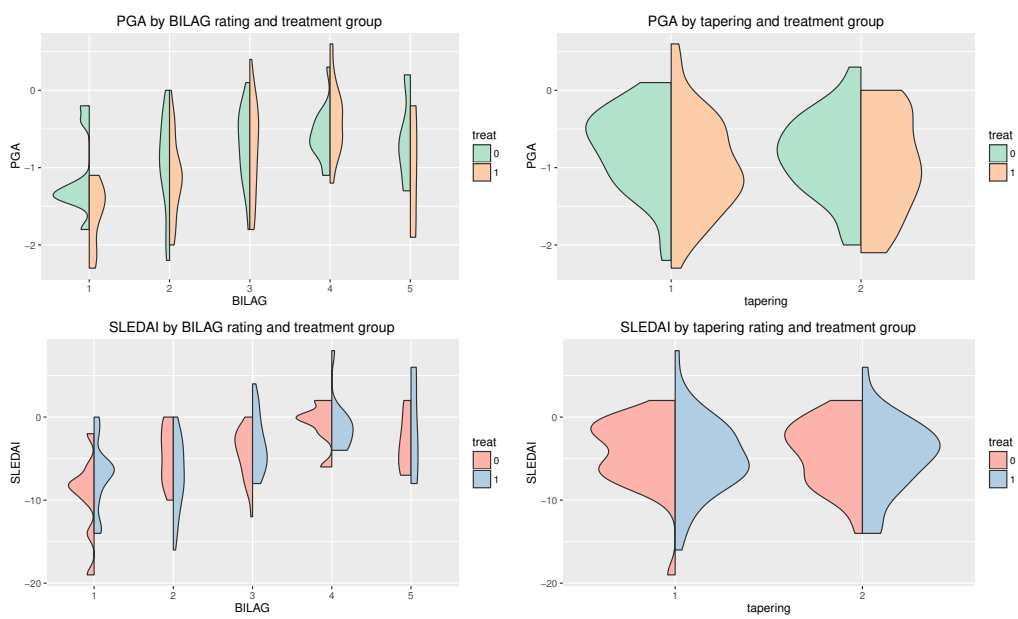 PGA by BILAG rating and treatment group
0
−1
−2
PGA
1 2 3 4 5
BILAG
treat
0
1
PGA by tapering and treatment group
0
−1
−2
PGA
1 2
tapering
treat
0
1
SLEDAI by BILAG rating and treatment group
0
−10
−20
SLEDAI
1 2 3 4 5
BILAG
treat
0
1
SLEDAI by tapering rating and treatment group
0
−10
−20
SLEDAI
1 2
tapering
treat
0
1